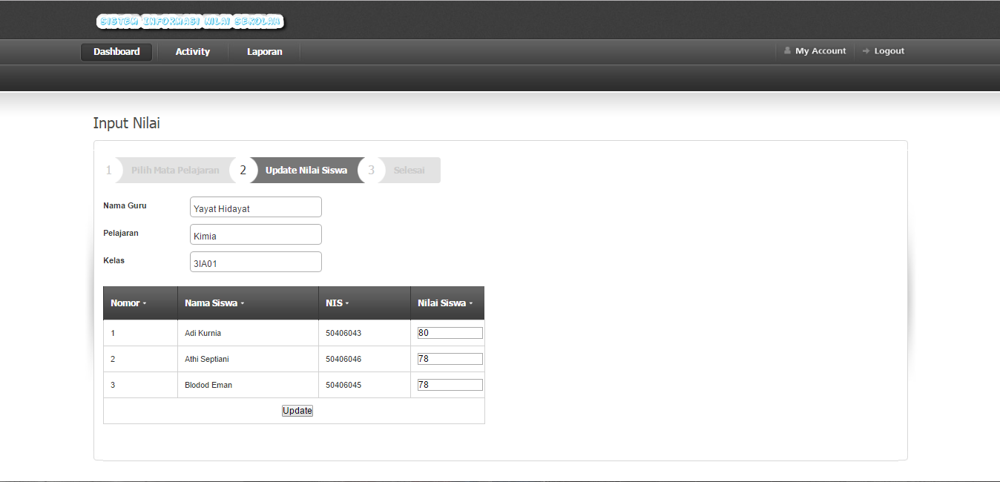 SISTEM INFORMASI NILAI SEKOLAH
Dashboard Activity Laporan My Account Logout
Input Nilai
1 Pilih Mata Pelajaran 2 Update Nilai Siswa 3 Selesai
Nama Guru Yayat Hidayat
Pelajaran Kimia
Kelas 3IA01
Nomor Nama Siswa NIS Nilai Siswa
1 Adi Kurnia 50406043 80
2 Athi Septiani 50406046 78
3 Blodod Eman 50406045 78
Update